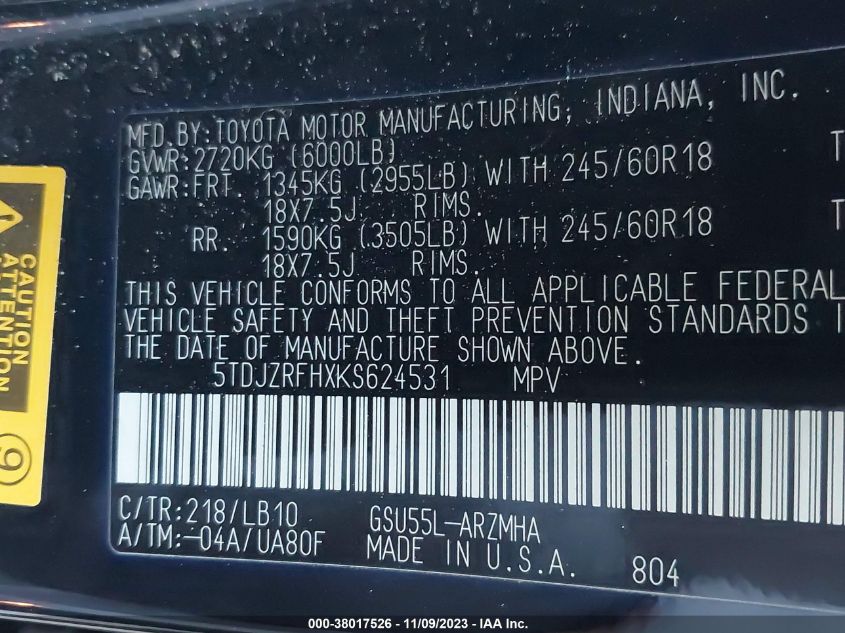 MFD.BY:TOYOTA MOTOR MANUFACTURING, INDIANA, INC.
GVWR:2720KG (6000LB)
GAWR:FRT. 1345KG (2955LB) WITH 245/60R18 T
18X7.5J RIMS.
RR. 1590KG (3505LB) WITH 245/60R18 T
18X7.5J RIMS.
THIS VEHICLE CONFORMS TO ALL APPLICABLE FEDERAL
VEHICLE SAFETY AND THEFT PREVENTION STANDARDS I
THE DATE OF MANUFACTURE SHOWN ABOVE.
5TDJZRFHXKS624531 MPV
C/TR:218/LB10 GSU55L-ARZMHA
A/TM:-04A/UA80F MADE IN U.S.A. 804
CAUTION
ATTENTION
9
000-38017526 - 11/09/2023 - IAA Inc.